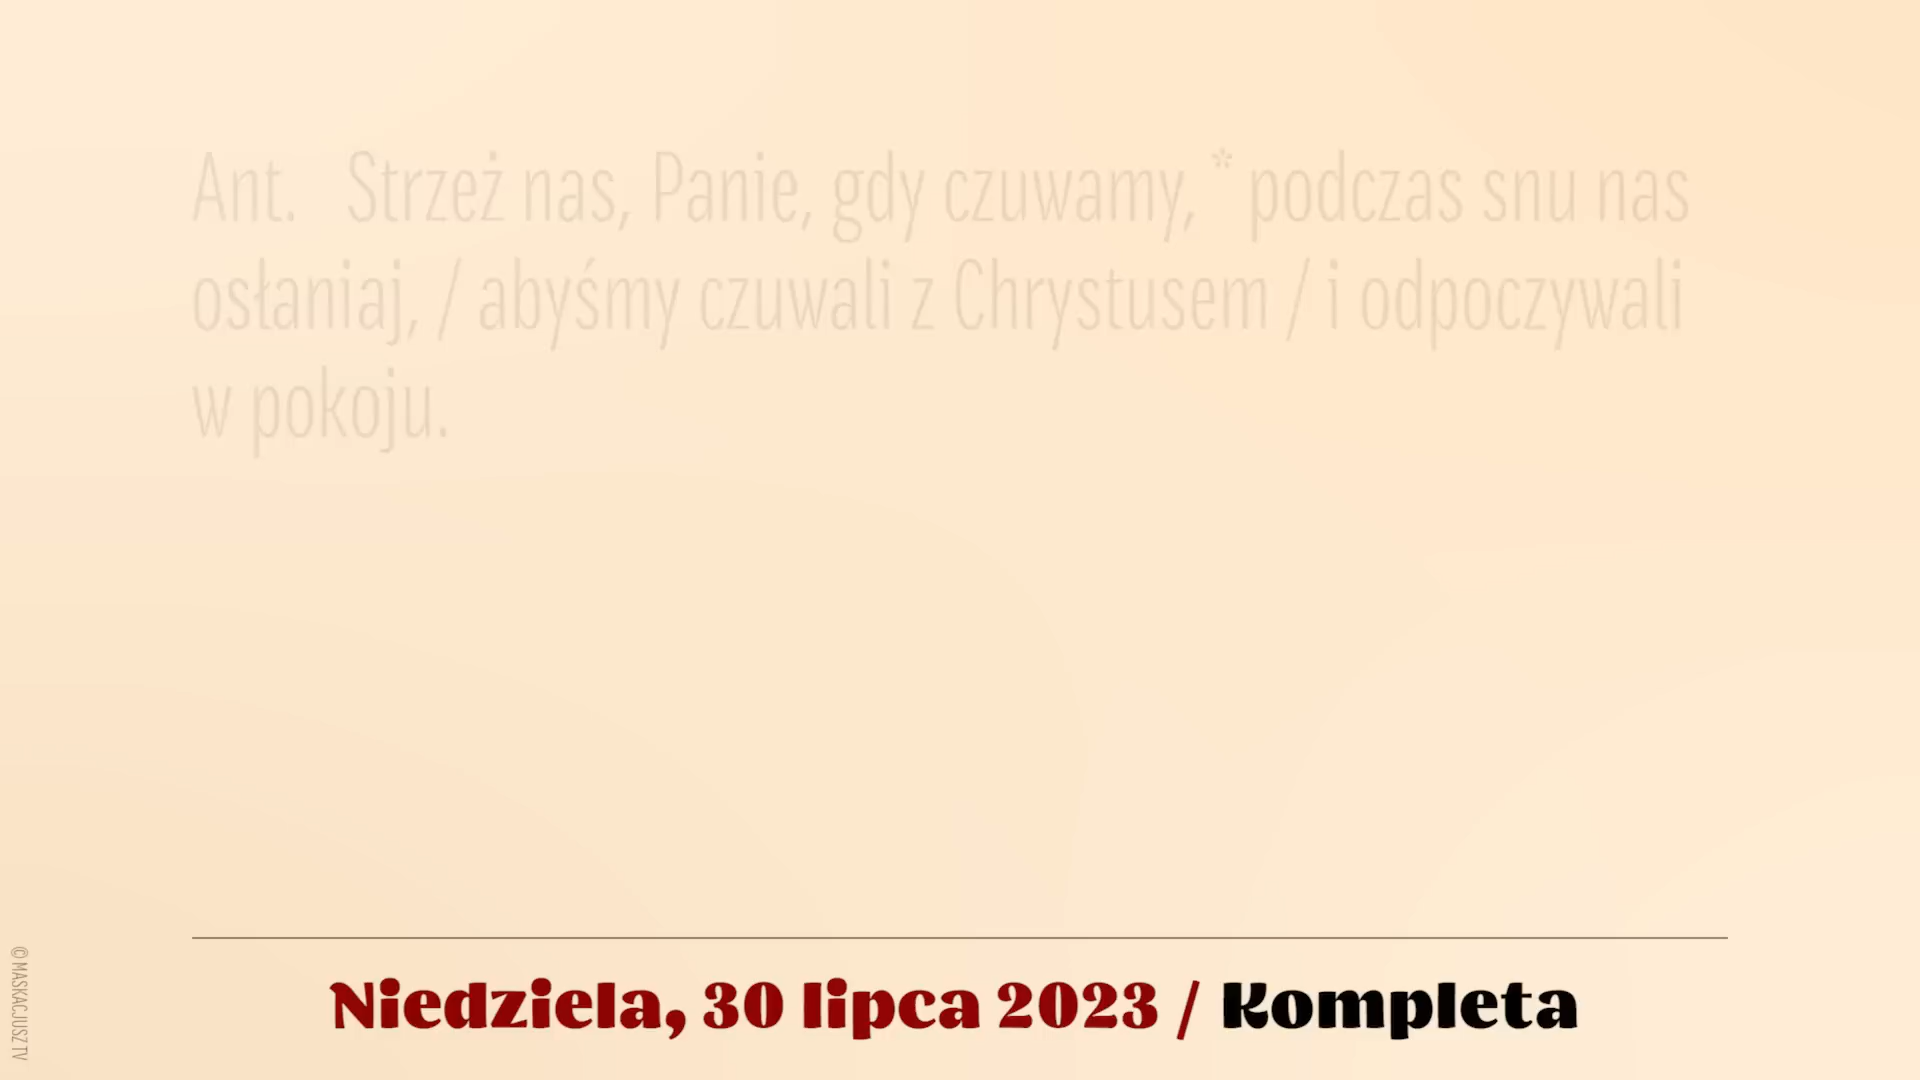 Ant. Strzeż nas, Panie, gdy czuwamy, * podczas snu nas
osłaniaj, / abyśmy czuwali z Chrystusem / i odpoczywali
w pokoju.
Niedziela, 30 lipca 2023 / Kompleta
© MASKACJUSZ TV